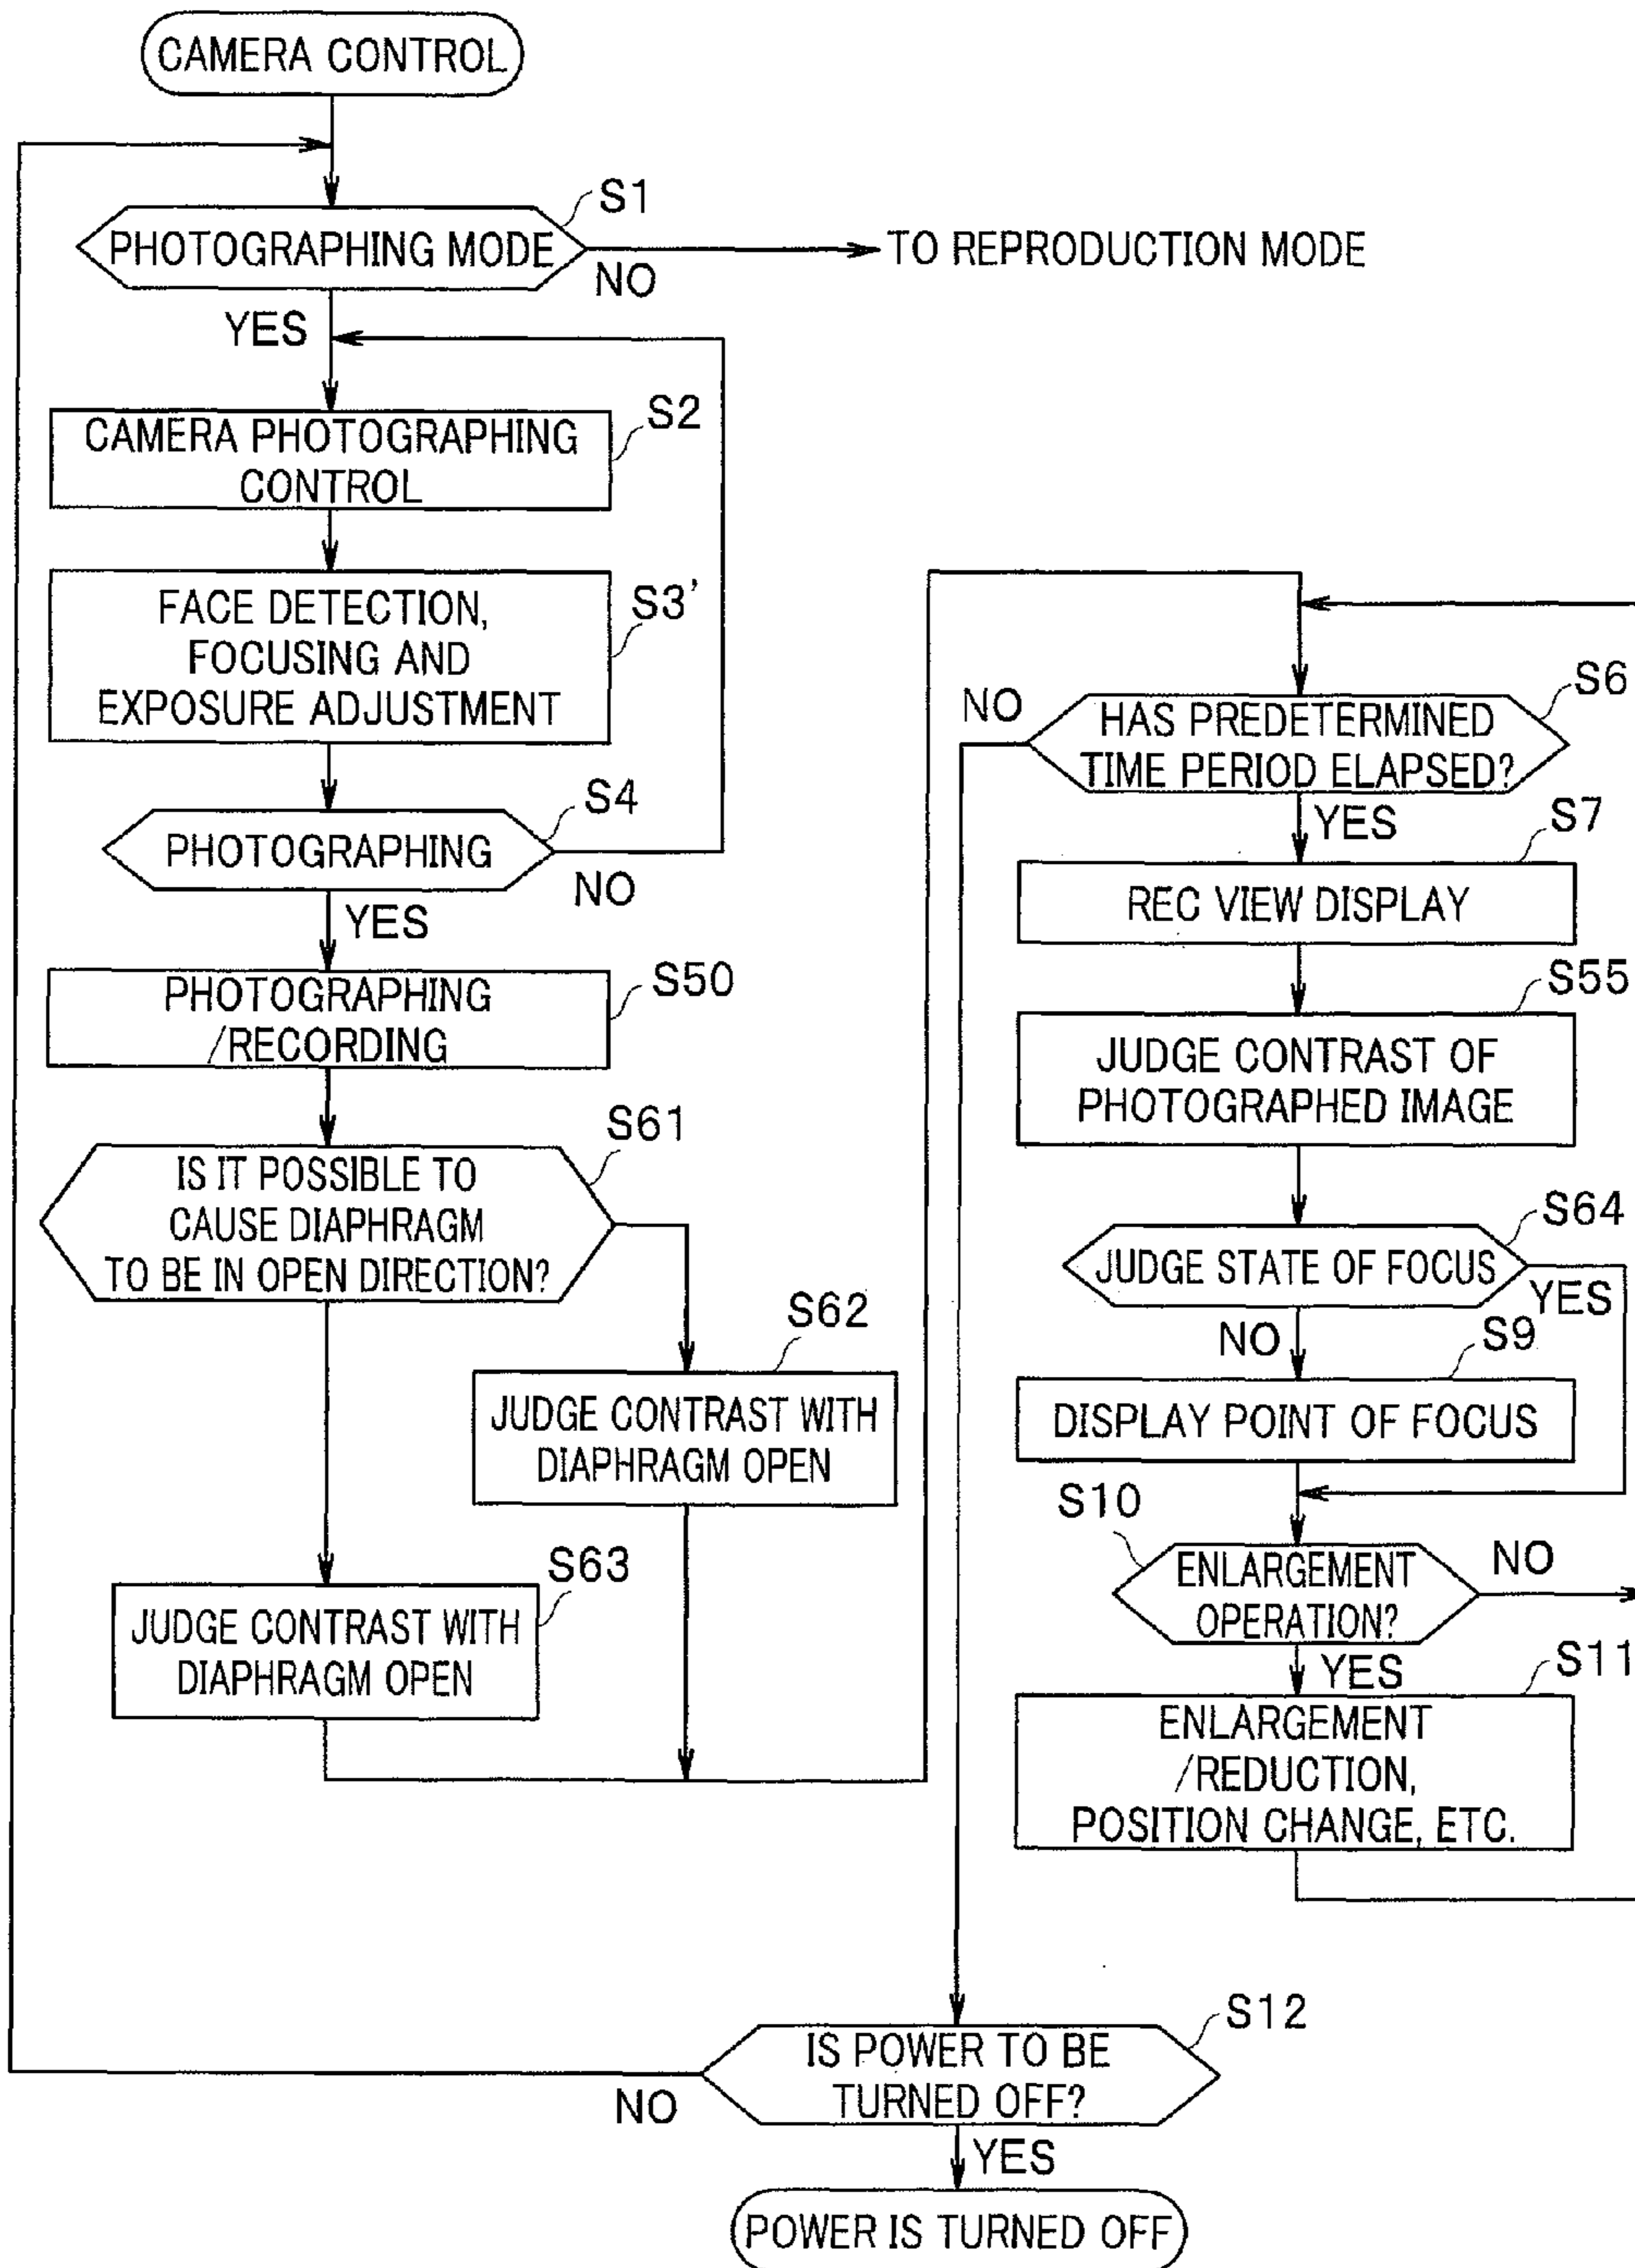 CAMERA CONTROL
S1
PHOTOGRAPHING MODE
NO
TO REPRODUCTION MODE
YES
S2
CAMERA PHOTOGRAPHING
CONTROL
S3'
FACE DETECTION,
FOCUSING AND
EXPOSURE ADJUSTMENT
S4
PHOTOGRAPHING
NO
YES
S50
PHOTOGRAPHING
/RECORDING
S61
IS IT POSSIBLE TO
CAUSE DIAPHRAGM
TO BE IN OPEN DIRECTION?
S62
JUDGE CONTRAST WITH
DIAPHRAGM OPEN
S63
JUDGE CONTRAST WITH
DIAPHRAGM OPEN
S6
NO
HAS PREDETERMINED
TIME PERIOD ELAPSED?
YES
S7
REC VIEW DISPLAY
S55
JUDGE CONTRAST OF
PHOTOGRAPHED IMAGE
S64
JUDGE STATE OF FOCUS
YES
NO
S9
DISPLAY POINT OF FOCUS
S10
ENLARGEMENT
OPERATION?
NO
YES
S11
ENLARGEMENT
/REDUCTION,
POSITION CHANGE, ETC.
S12
IS POWER TO BE
TURNED OFF?
NO
YES
POWER IS TURNED OFF